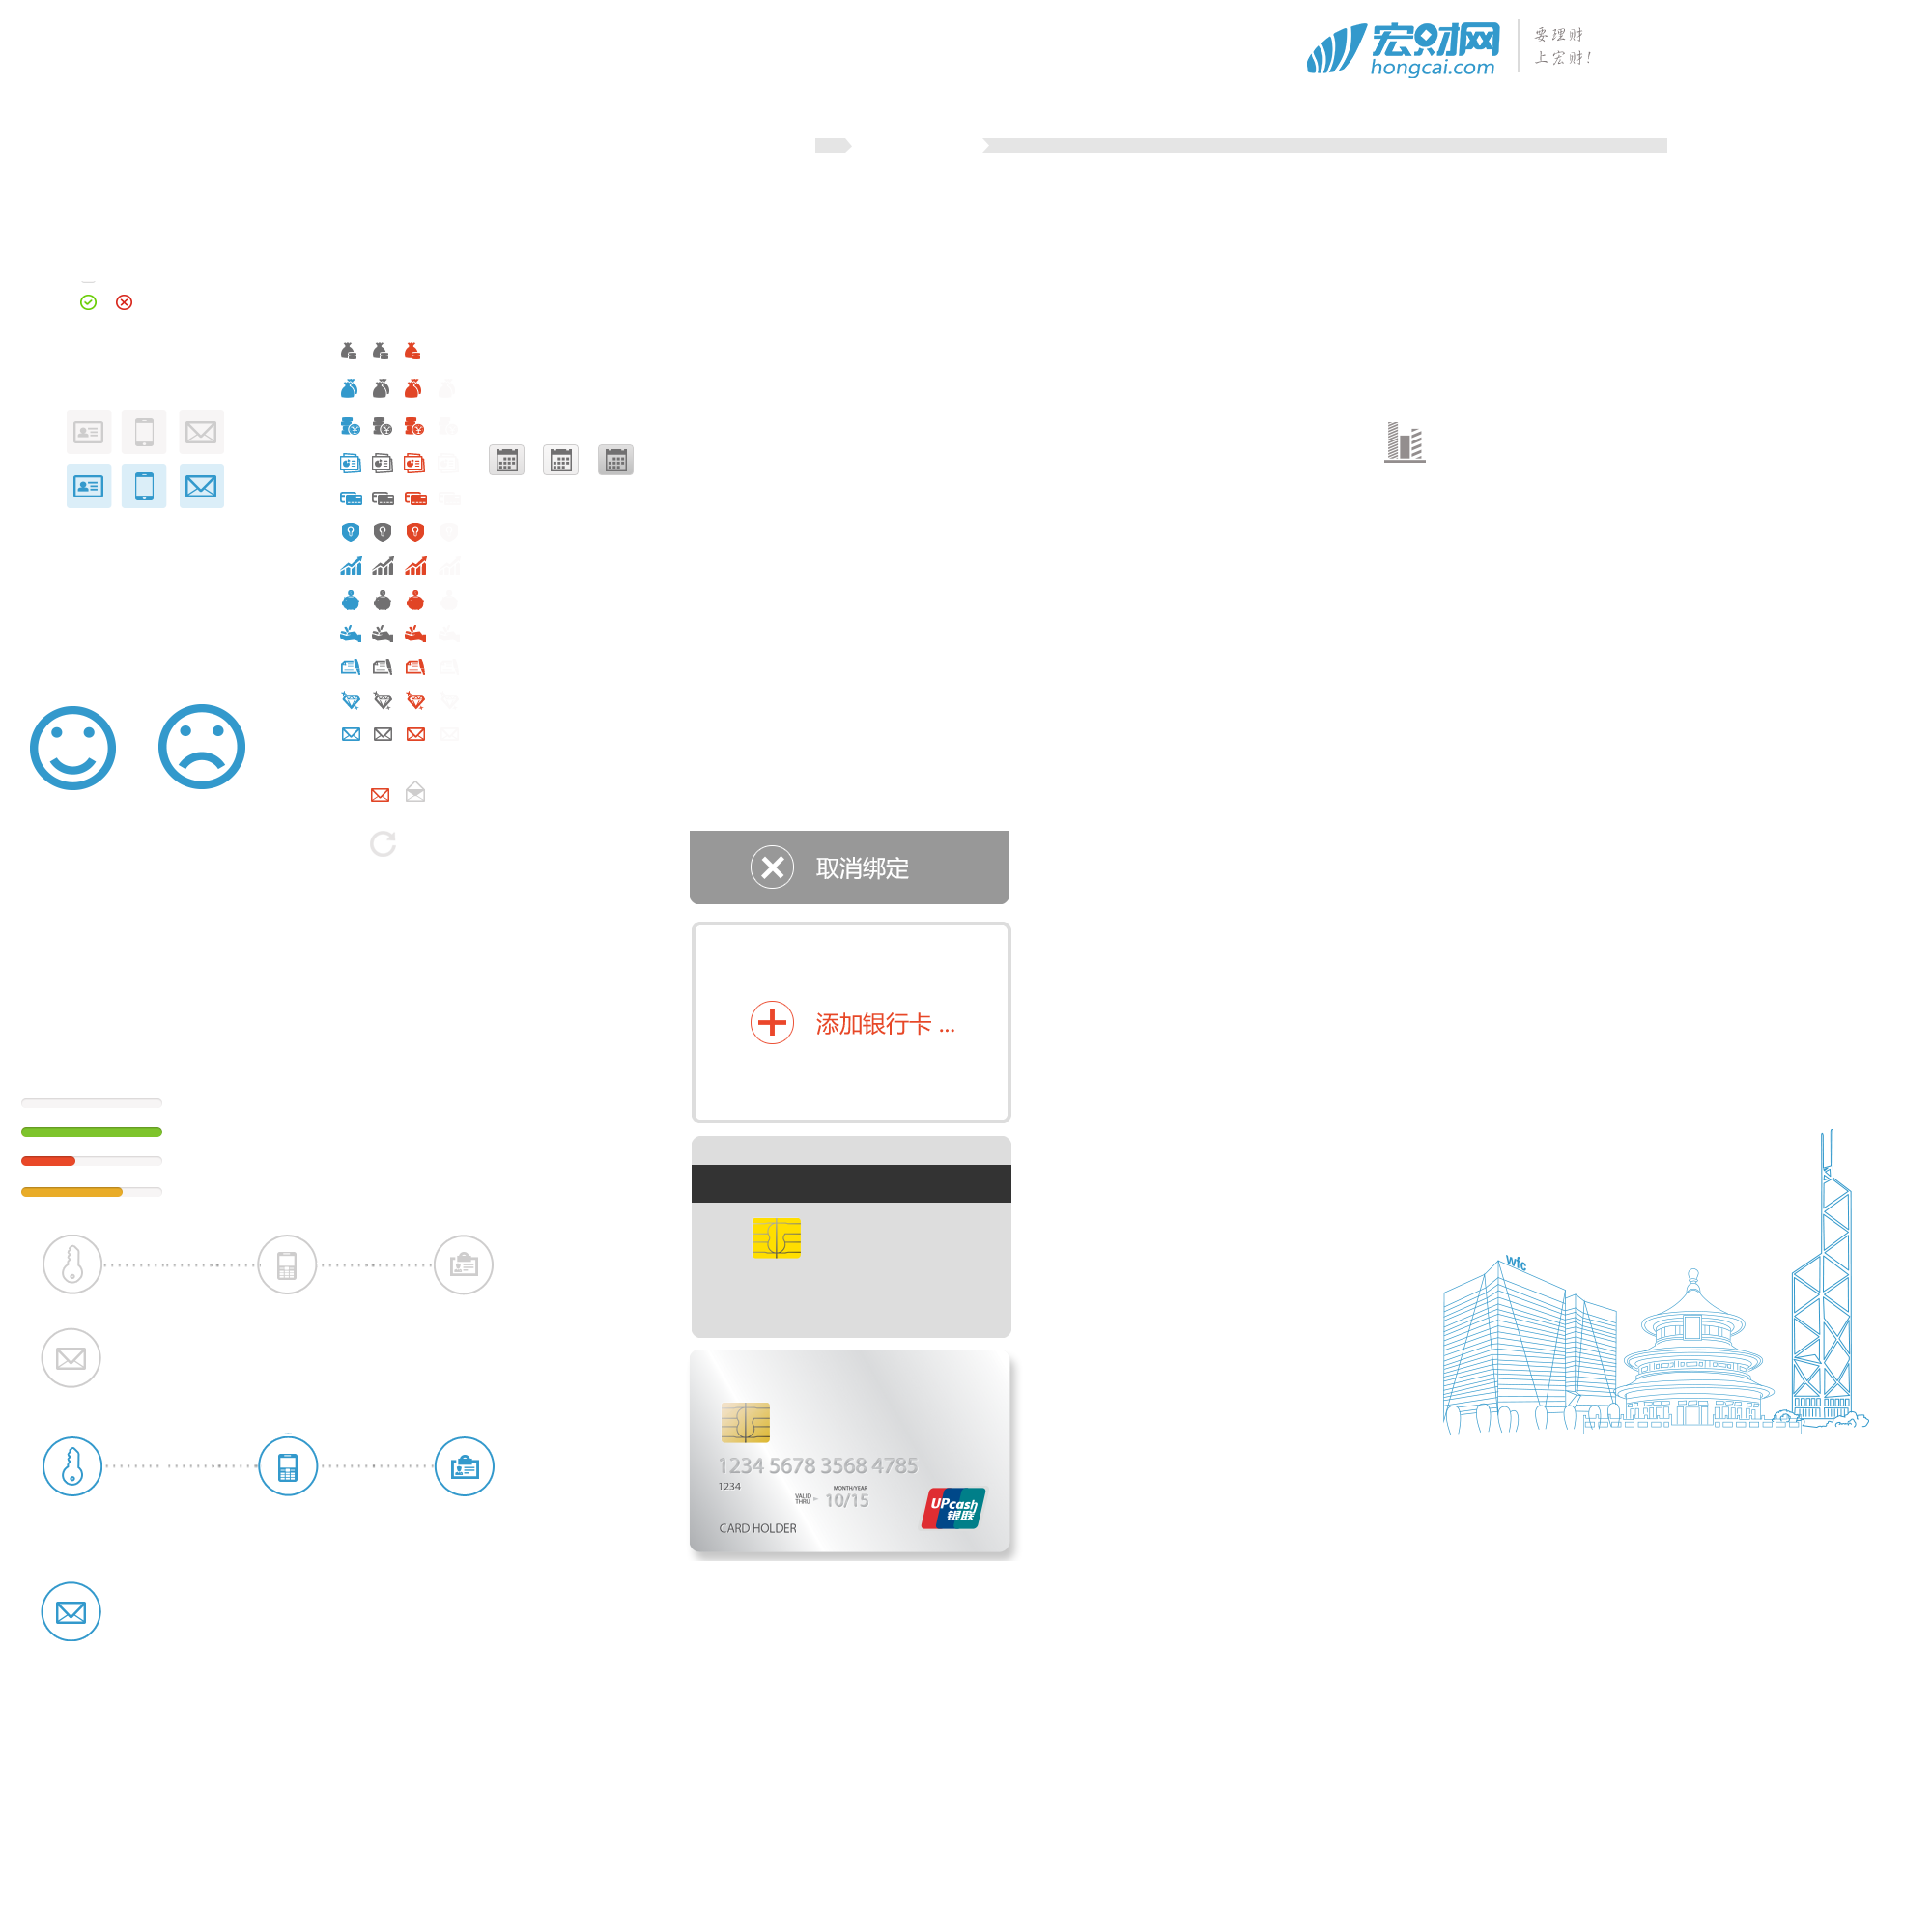 宏财网
hongcai.com
要理财
上宏财!
取消绑定
添加银行卡 ...
wfc
1234 5678 3568 4785
1234
MONTH/YEAR
VALID
THRU
10/15
UPcash
银联
CARD HOLDER